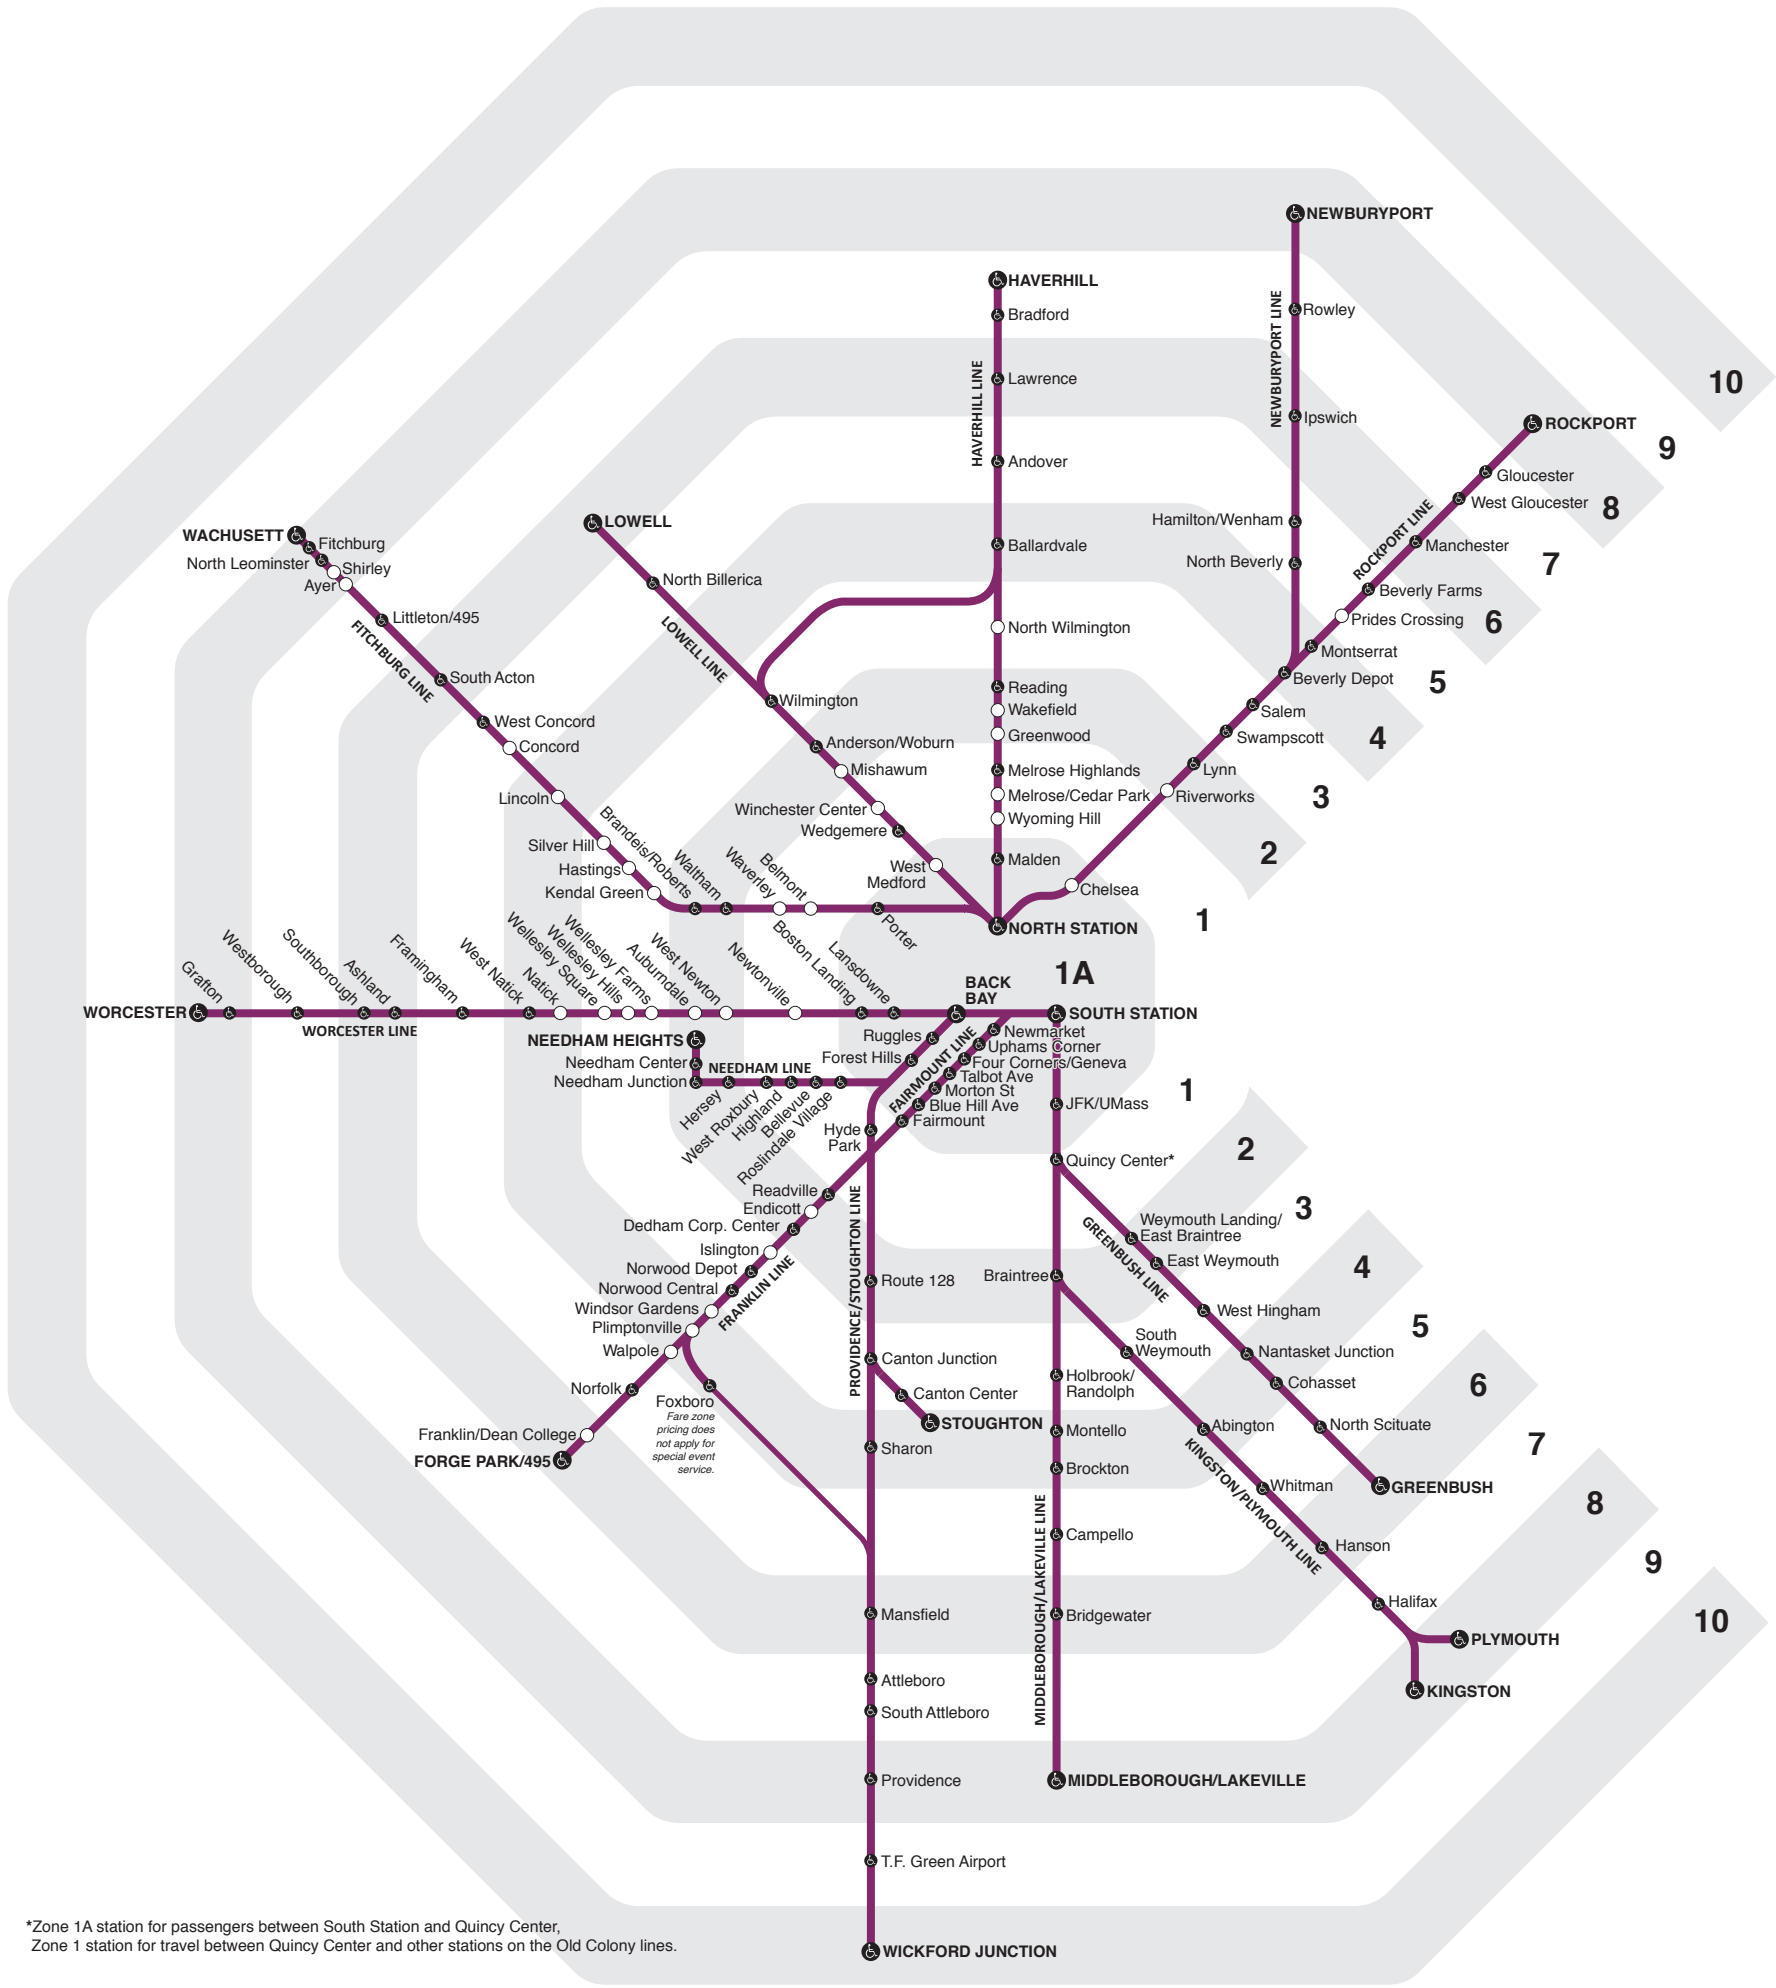 NEWBURYPORT
HAVERHILL
Bradford
Rowley
HAVERHILL LINE
NEWBURYPORT LINE
Lawrence
10
Ipswich
ROCKPORT
9
Andover
Gloucester
West Gloucester
8
WACHUSETT
Fitchburg
North Leominster
Shirley
Ayer
LOWELL
Hamilton/Wenham
ROCKPORT LINE
Ballardvale
Manchester
North Beverly
7
North Billerica
Beverly Farms
Littleton/495
FITCHBURG LINE
LOWELL LINE
North Wilmington
Prides Crossing
6
Montserrat
South Acton
Reading
Beverly Depot
5
Wilmington
Wakefield
Salem
West Concord
Concord
Greenwood
Swampscott
4
Anderson/Woburn
Mishawum
Melrose Highlands
Lynn
Lincoln
Melrose/Cedar Park
Riverworks
3
Winchester Center
Wyoming Hill
Wedgemere
Silver Hill
Hastings
Kendal Green
Brandeis/Roberts
Waltham
Waverley
Belmont
Porter
West
Medford
Malden
2
Chelsea
NORTH STATION
1
1A
WORCESTER
Grafton
Westborough
Southborough
Ashland
Framingham
West Natick
Natick
Wellesley Square
Wellesley Hills
Wellesley Farms
Auburndale
West Newton
Newtonville
Boston Landing
Lansdowne
BACK
BAY
SOUTH STATION
WORCESTER LINE
NEEDHAM HEIGHTS
Needham Center
Needham Junction
NEEDHAM LINE
Hersey
West Roxbury
Highland
Bellevue
Roslindale Village
Ruggles
Forest Hills
FAIRMOUNT LINE
Newmarket
Uphams Corner
Four Corners/Geneva
Talbot Ave
Morton St
Blue Hill Ave
Fairmount
Hyde
Park
JFK/UMass
1
Quincy Center*
2
Readville
Endicott
Dedham Corp. Center
Islington
Norwood Depot
Norwood Central
Windsor Gardens
Plimptonville
Walpole
Norfolk
Franklin/Dean College
FORGE PARK/495
FRANKLIN LINE
Foxboro
Fare zone
pricing does
not apply for
special event
service.
PROVIDENCE/STOUGHTON LINE
Route 128
Canton Junction
Canton Center
STOUGHTON
Sharon
Mansfield
Attleboro
South Attleboro
Providence
T.F. Green Airport
WICKFORD JUNCTION
Braintree
Holbrook/
Randolph
Montello
Brockton
Campello
Bridgewater
MIDDLEBOROUGH/LAKEVILLE LINE
MIDDLEBOROUGH/LAKEVILLE
GREENBUSH LINE
Weymouth Landing/
East Braintree
East Weymouth
West Hingham
Nantasket Junction
Cohasset
North Scituate
GREENBUSH
South
Weymouth
Abington
Whitman
Hanson
Halifax
KINGSTON/PLYMOUTH LINE
PLYMOUTH
KINGSTON
3
4
5
6
7
8
9
10
*Zone 1A station for passengers between South Station and Quincy Center,
Zone 1 station for travel between Quincy Center and other stations on the Old Colony lines.